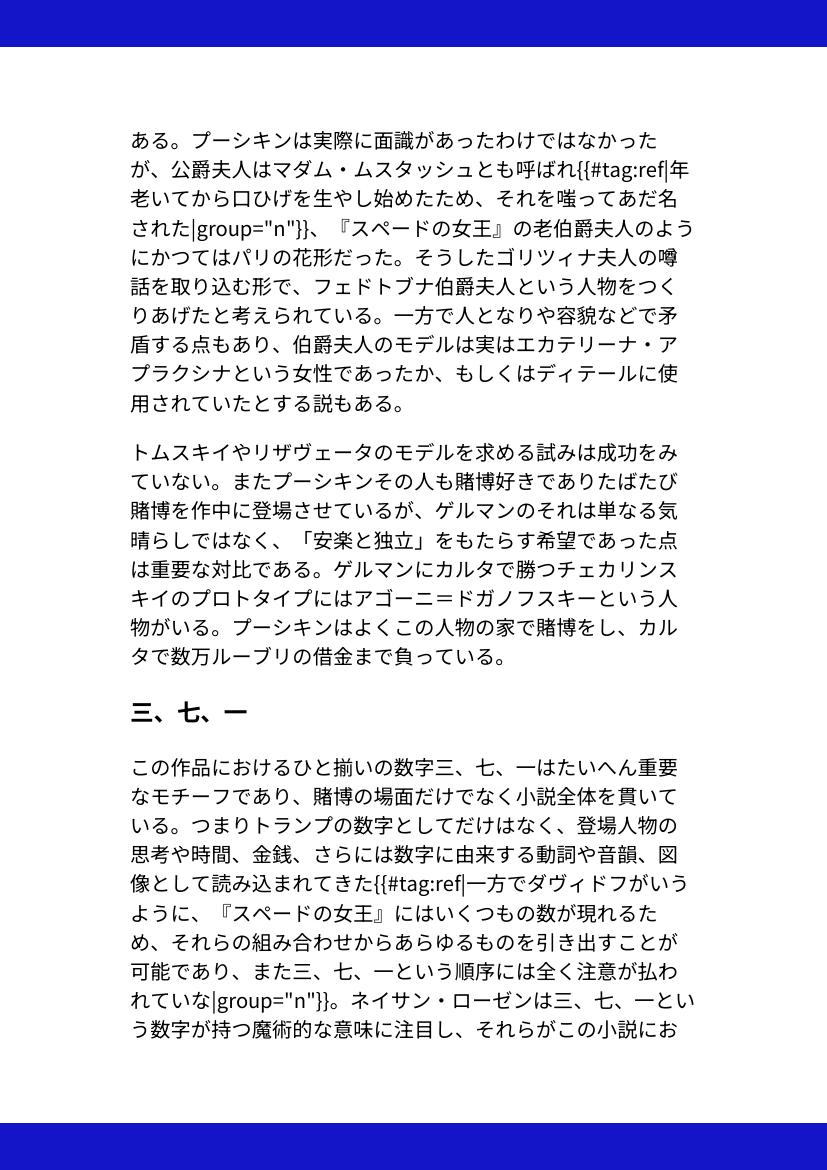 ある。プーシキンは実際に面識があったわけではなかった
が、公爵夫人はマダム・ムスタッシュとも呼ばれ{{#tag:ref|年
老いてから口ひげを生やし始めたため、それを嗤ってあだ名
された|group="n"}}、『スペードの女王』の老伯爵夫人のよう
にかつてはパリの花形だった。そうしたゴリツィナ夫人の噂
話を取り込む形で、フェドトブナ伯爵夫人という人物をつく
りあげたと考えられている。一方で人となりや容貌などで矛
盾する点もあり、伯爵夫人のモデルは実はエカテリーナ・ア
プラクシナという女性であったか、もしくはディテールに使
用されていたとする説もある。
トムスキイやリザヴェータのモデルを求める試みは成功をみ
ていない。またプーシキンその人も賭博好きでありたばたび
賭博を作中に登場させているが、ゲルマンのそれは単なる気
晴らしではなく、「安楽と独立」をもたらす希望であった点
は重要な対比である。ゲルマンにカルタで勝つチェカリンス
キイのプロトタイプにはアゴーニ＝ドガノフスキーという人
物がいる。プーシキンはよくこの人物の家で賭博をし、カル
タで数万ルーブリの借金まで負っている。
三、七、一
この作品におけるひと揃いの数字三、七、一はたいへん重要
なモチーフであり、賭博の場面だけでなく小説全体を貫いて
いる。つまりトランプの数字としてだけはなく、登場人物の
思考や時間、金銭、さらには数字に由来する動詞や音韻、図
像として読み込まれてきた{{#tag:ref|一方でダヴィドフがいう
ように、『スペードの女王』にはいくつもの数が現れるた
め、それらの組み合わせからあらゆるものを引き出すことが
可能であり、また三、七、一という順序には全く注意が払わ
れていな|group="n"}}。ネイサン・ローゼンは三、七、一とい
う数字が持つ魔術的な意味に注目し、それらがこの小説にお